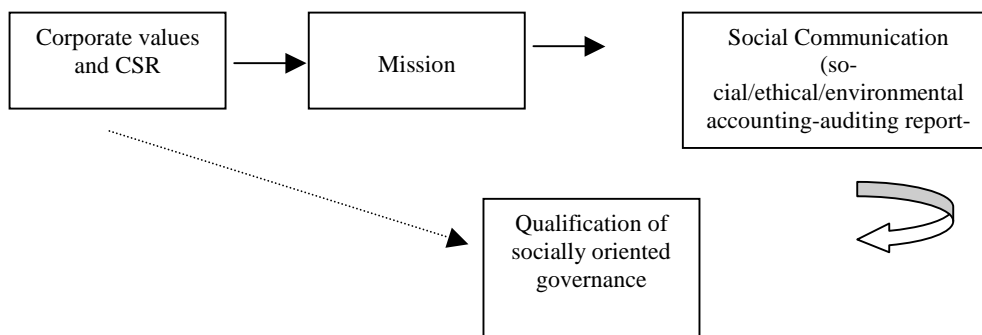 Corporate values
and CSR
Mission
Social Communication
(so-
cial/ethical/environmental
accounting-auditing report-
Qualification of
socially oriented
governance